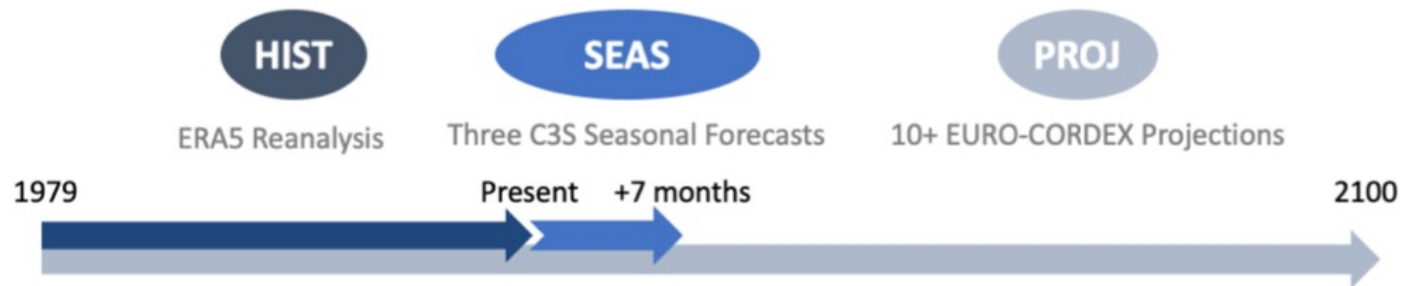 HIST SEAS PROJ
ERA5 Reanalysis Three C3S Seasonal Forecasts 10+ EURO-CORDEX Projections
1979 Present +7 months 2100